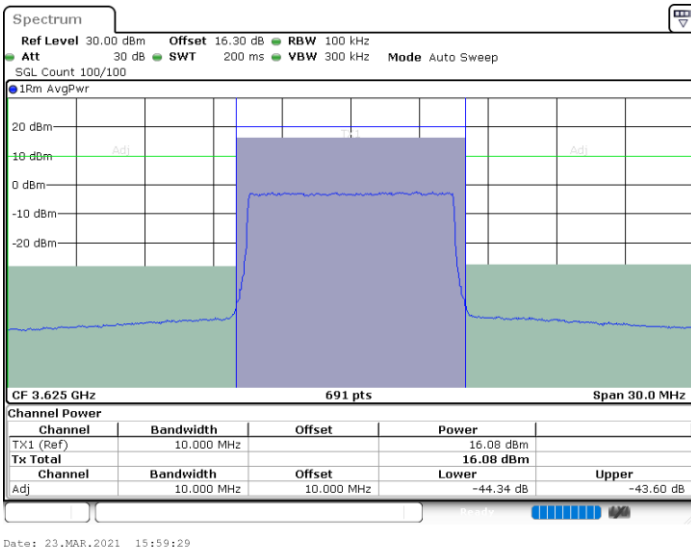 Spectrum
Ref Level 30.00 dBm Offset 16.30 dB RBW 100 kHz
Att 30 dB SWT 200 ms VBW 300 kHz Mode Auto Sweep
SGL Count 100/100
1Rm AvgPwr
20 dBm
TX1
Adj Adj
10 dBm
0 dBm
-10 dBm
-20 dBm
CF 3.625 GHz 691 pts Span 30.0 MHz
Channel Power
Channel Bandwidth Offset Power
TX1 (Ref) 10.000 MHz 16.08 dBm
Tx Total 16.08 dBm
Channel Bandwidth Offset Lower Upper
Adj 10.000 MHz 10.000 MHz -44.34 dB -43.60 dB
Ready
Date: 23.MAR.2021 15:59:29